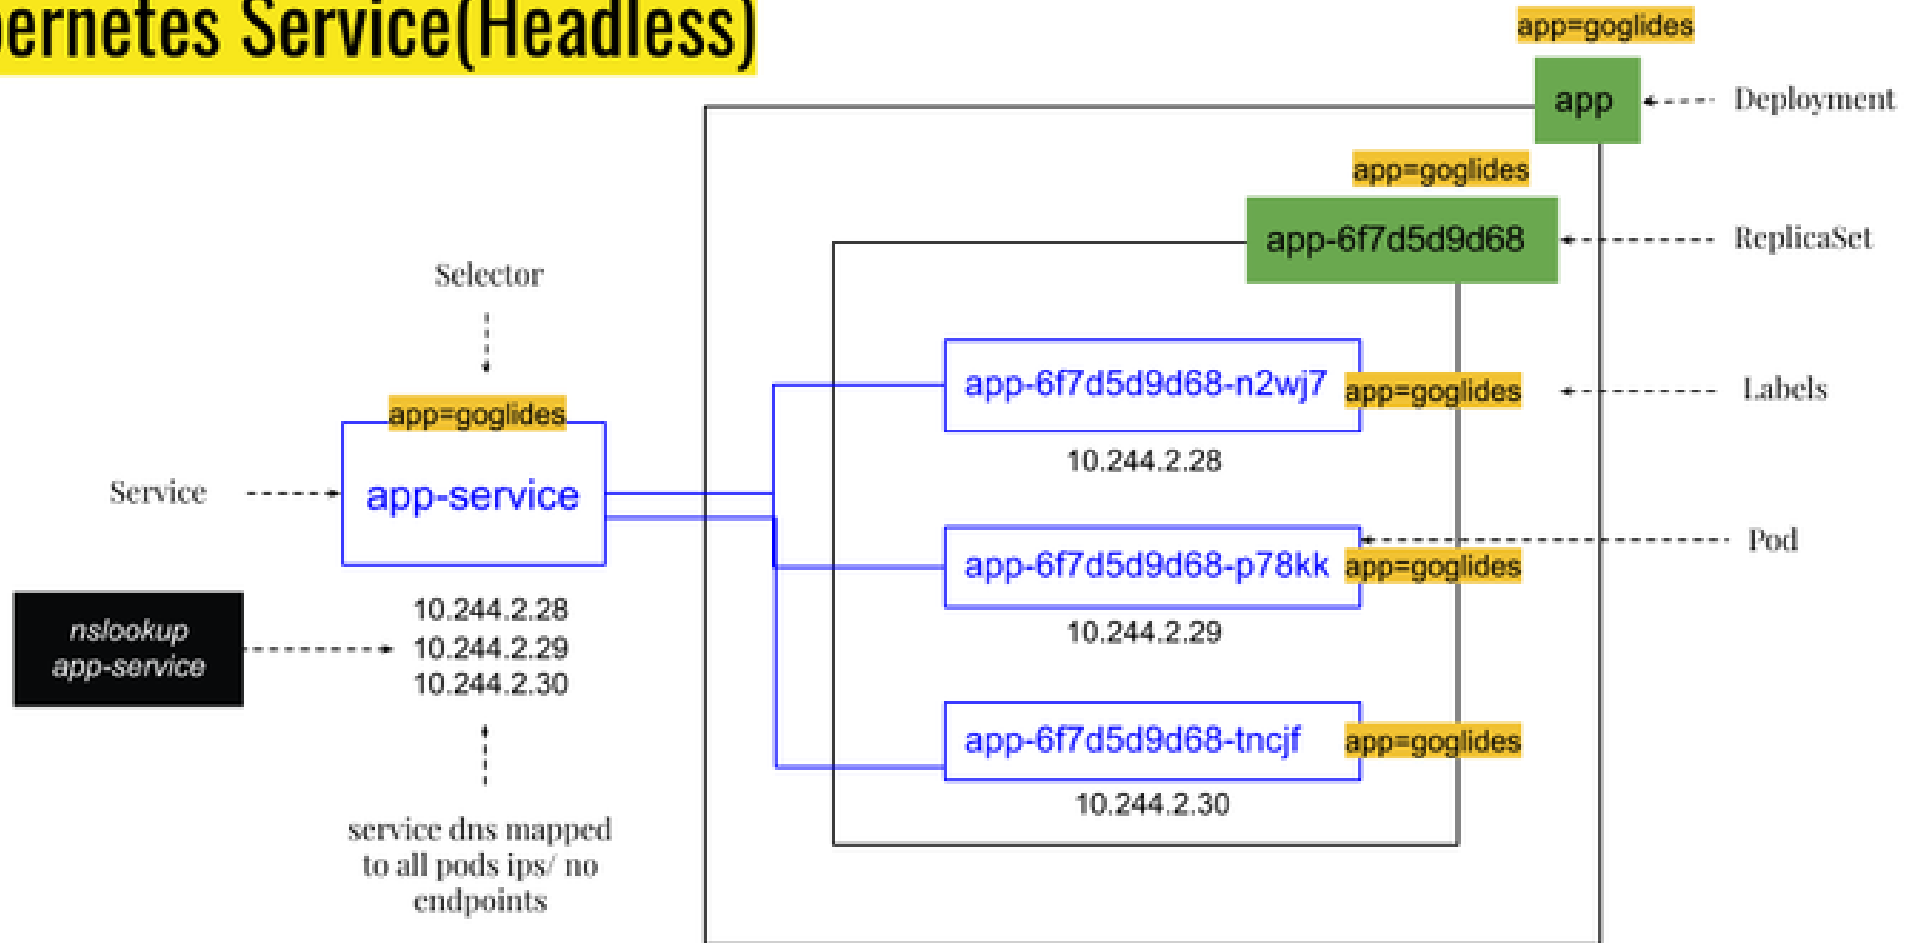 bernetes Service(Headless)
app=goglides
app
Deployment
app=goglides
app-6f7d5d9d68
ReplicaSet
Selector
app=goglides
app-6f7d5d9d68-n2wj7
app=goglides
Labels
10.244.2.28
Service
app-service
app-6f7d5d9d68-p78kk
app=goglides
Pod
10.244.2.29
nslookup
app-service
10.244.2.28
10.244.2.29
10.244.2.30
app-6f7d5d9d68-tncjf
app=goglides
10.244.2.30
service dns mapped
to all pods ips/ no
endpoints